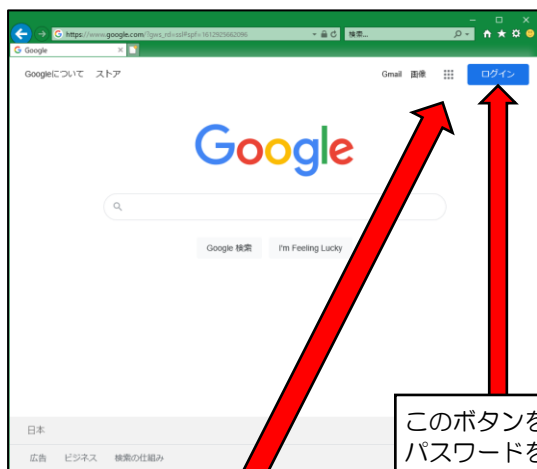 https://www.google.com/?gws_rd=ssl#spf=1612925662096
検索...
Google
Googleについて ストア
Gmail 画像
ログイン
Google
Google 検索 I'm Feeling Lucky
日本
広告 ビジネス 検索の仕組み
このボタンを
パスワードを